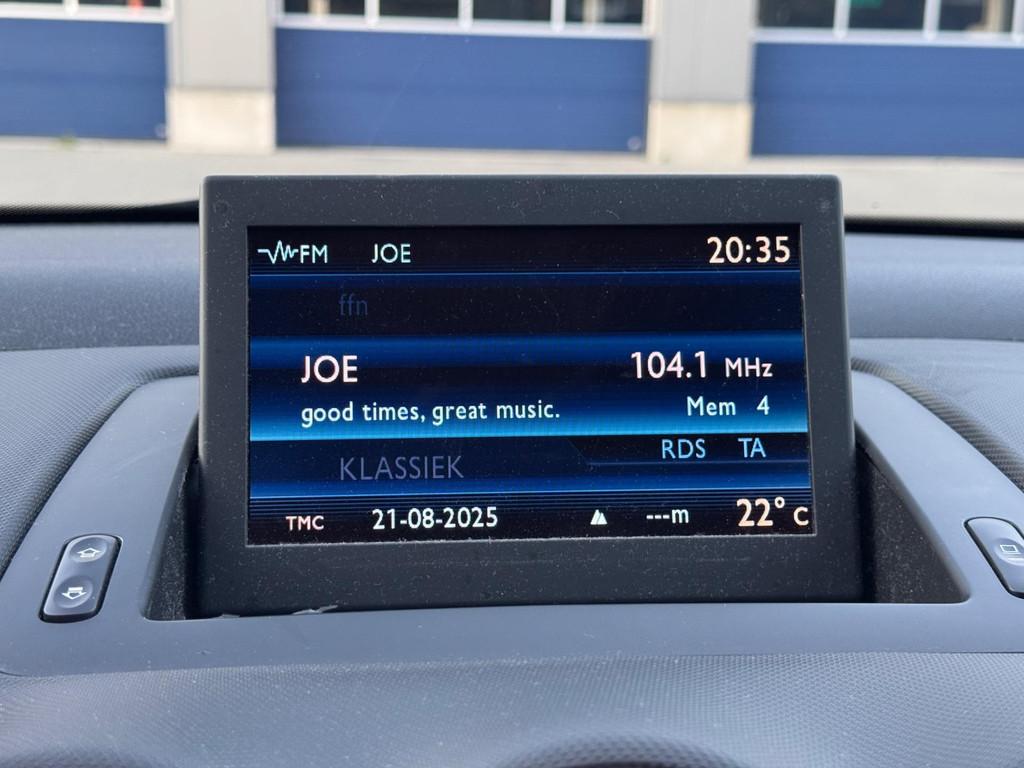 FM JOE 20:35
ffn
JOE 104.1 MHz
good times, great music. Mem 4
RDS TA
KLASSIEK
TMC 21-08-2025 ---m 22° C